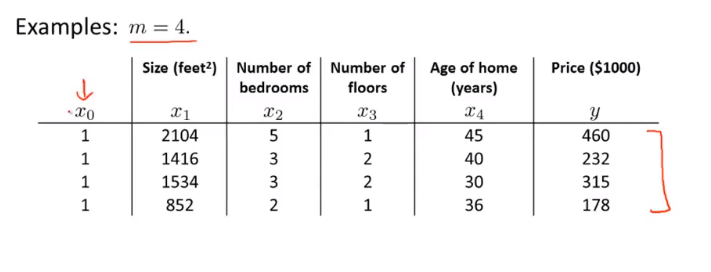 Examples: m = 4.
Size (feet²) Number of bedrooms Number of floors Age of home (years) Price ($1000)
x₀ x₁ x₂ x₃ x₄ y
1 2104 5 1 45 460
1 1416 3 2 40 232
1 1534 3 2 30 315
1 852 2 1 36 178